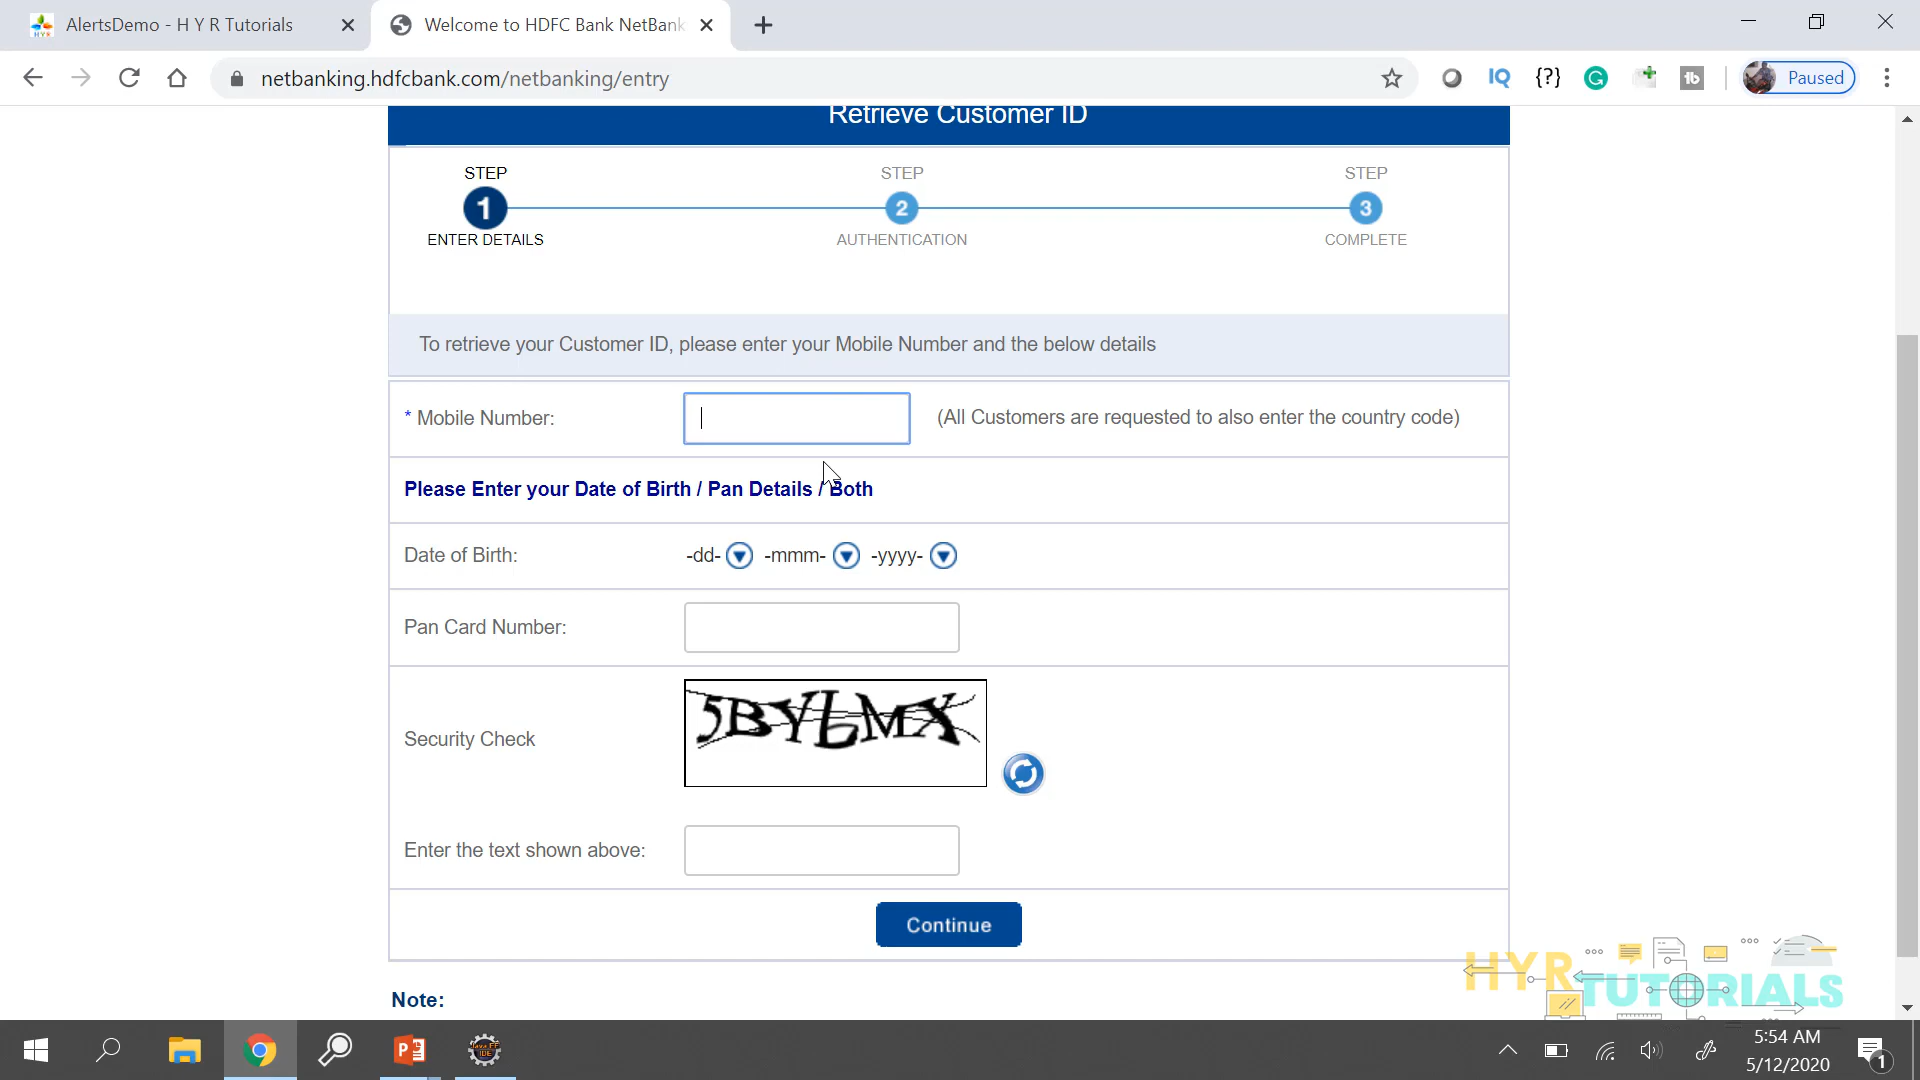 AlertsDemo - H Y R Tutorials
Welcome to HDFC Bank NetBank
netbanking.hdfcbank.com/netbanking/entry
IQ
{?}
Paused
Retrieve Customer ID
STEP STEP STEP
1 2 3
ENTER DETAILS AUTHENTICATION COMPLETE
To retrieve your Customer ID, please enter your Mobile Number and the below details
* Mobile Number: (All Customers are requested to also enter the country code)
Please Enter your Date of Birth / Pan Details / Both
Date of Birth: -dd- -mmm- -yyyy-
Pan Card Number:
Security Check
Enter the text shown above:
Continue
HYR
TUTORIALS
Note:
5:54 AM
5/12/2020
1